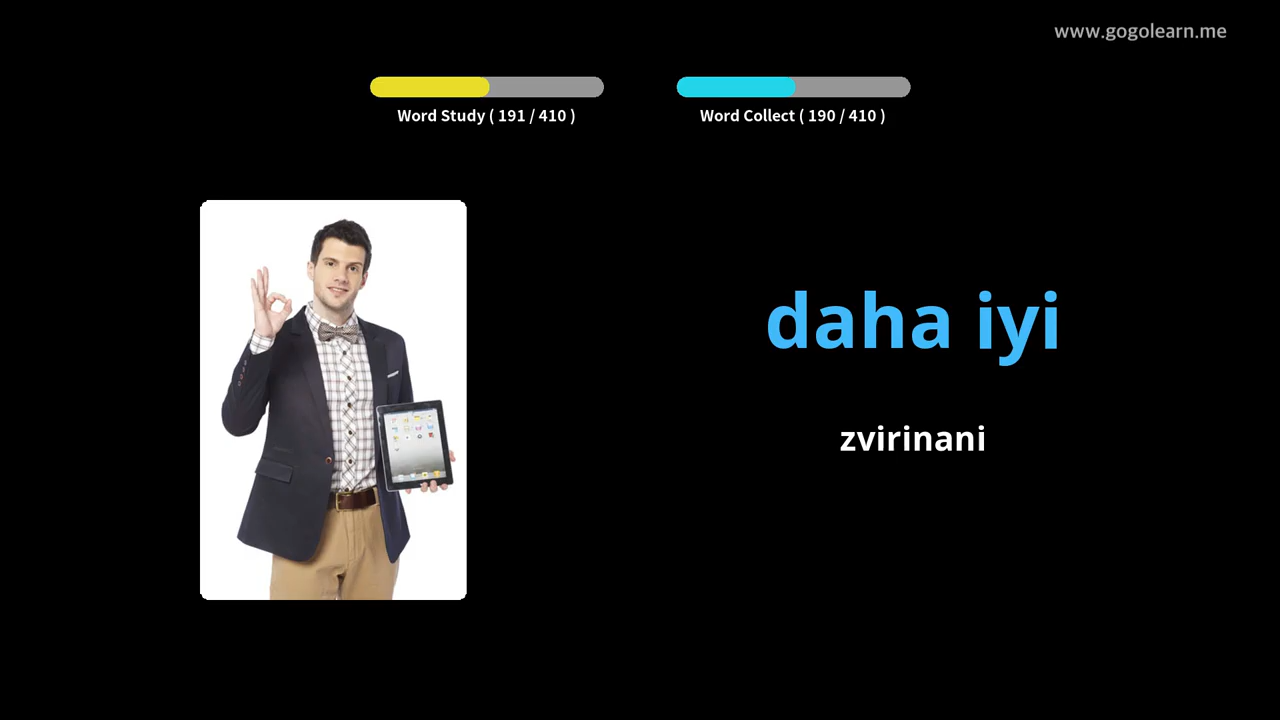 www.gogolearn.me
Word Study ( 191 / 410 )
Word Collect ( 190 / 410 )
daha iyi
zvirinani